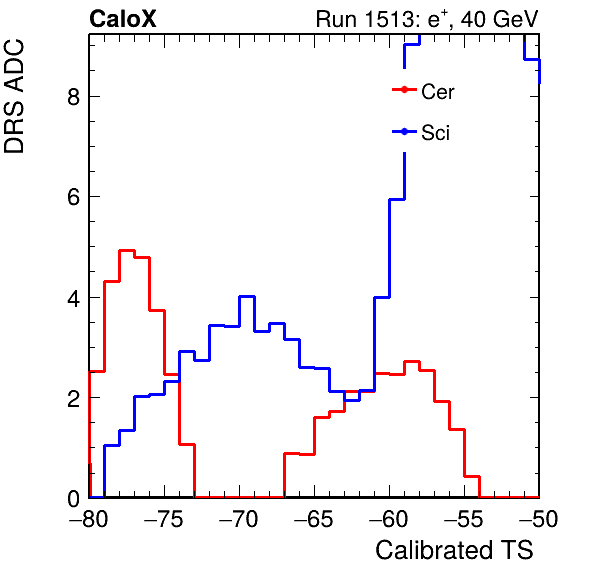 CaloX Run 1513: e⁺, 40 GeV
DRS ADC
8
6
4
2
0
Cer
Sci
−80 −75 −70 −65 −60 −55 −50
Calibrated TS